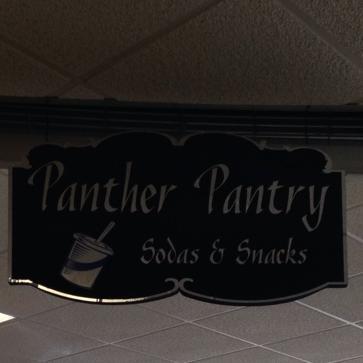 Panther Pantry
Sodas & Snacks